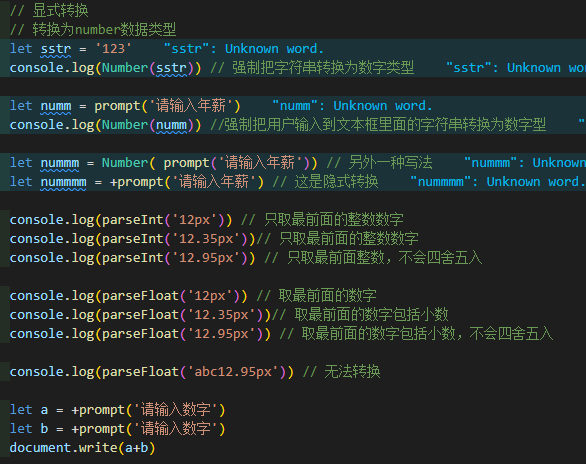 // 显式转换
// 转换为number数据类型
let sstr = '123'    "sstr": Unknown word.
console.log(Number(sstr)) // 强制把字符串转换为数字类型    "sstr": Unknown wo
let numm = prompt('请输入年薪')    "numm": Unknown word.
console.log(Number(numm)) //强制把用户输入到文本框里面的字符串转换为数字型    "
let nummm = Number( prompt('请输入年薪')) // 另外一种写法    "nummm": Unknown
let nummmm = +prompt('请输入年薪') // 这是隐式转换    "nummmm": Unknown word.
console.log(parseInt('12px')) // 只取最前面的整数数字
console.log(parseInt('12.35px'))// 只取最前面的整数数字
console.log(parseInt('12.95px')) // 只取最前面整数，不会四舍五入
console.log(parseFloat('12px')) // 取最前面的数字
console.log(parseFloat('12.35px'))// 取最前面的数字包括小数
console.log(parseFloat('12.95px')) // 取最前面的数字包括小数，不会四舍五入
console.log(parseFloat('abc12.95px')) // 无法转换
let a = +prompt('请输入数字')
let b = +prompt('请输入数字')
document.write(a+b)